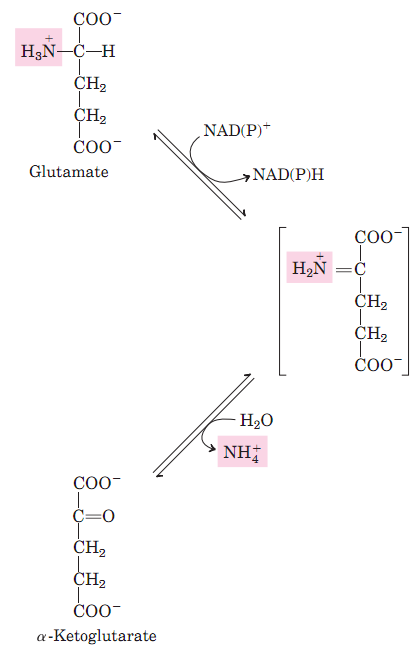 COO⁻
H₃N⁺–C–H
CH₂
CH₂
COO⁻
Glutamate
NAD(P)⁺
NAD(P)H
COO⁻
H₂N⁺=C
CH₂
CH₂
COO⁻
H₂O
NH₄⁺
COO⁻
C=O
CH₂
CH₂
COO⁻
α-Ketoglutarate